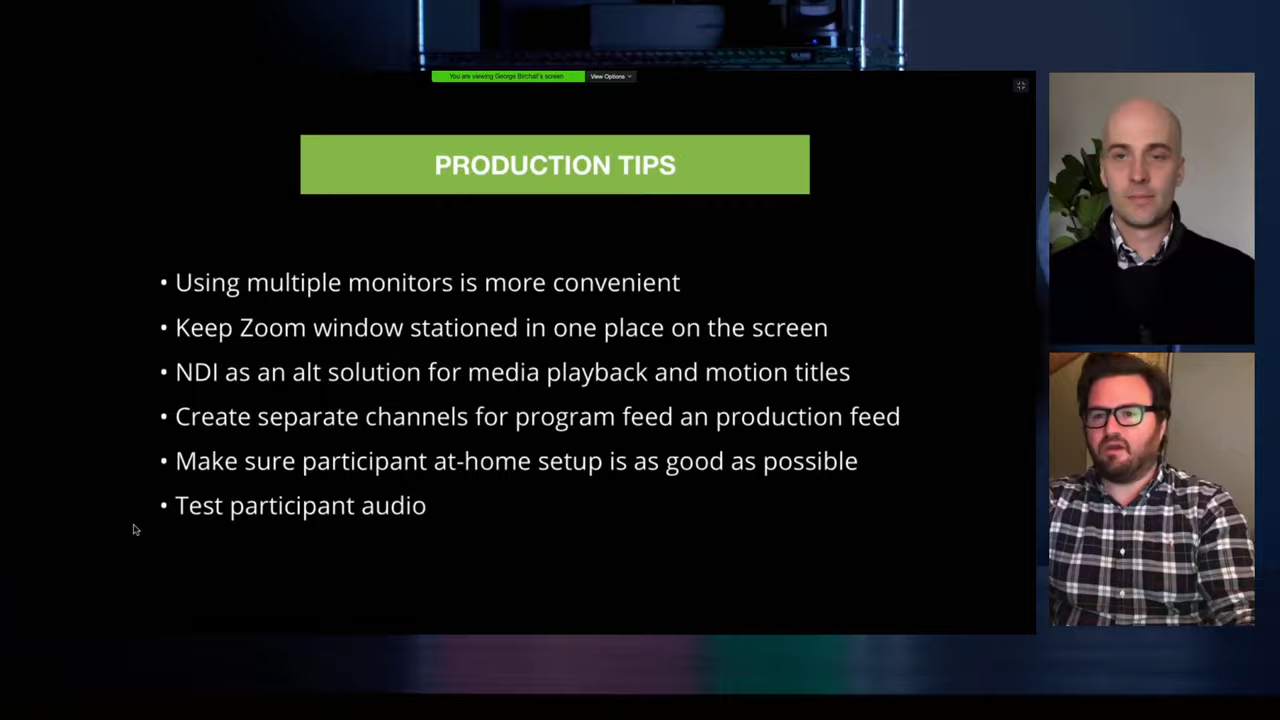 You are viewing George Birchall's screen View Options
PRODUCTION TIPS
• Using multiple monitors is more convenient
• Keep Zoom window stationed in one place on the screen
• NDI as an alt solution for media playback and motion titles
• Create separate channels for program feed an production feed
• Make sure participant at-home setup is as good as possible
• Test participant audio